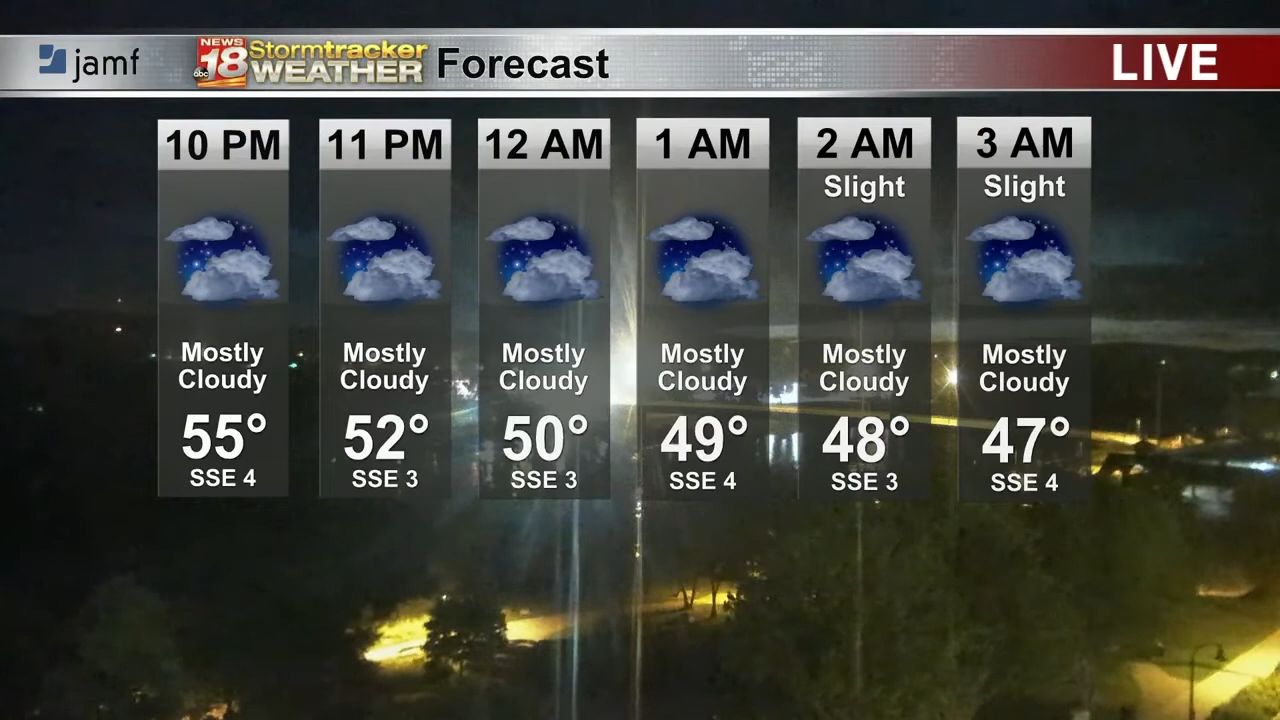 jamf
NEWS
abc 18
Stormtracker
WEATHER
Forecast
LIVE
10 PM
Mostly
Cloudy
55°
SSE 4
11 PM
Mostly
Cloudy
52°
SSE 3
12 AM
Mostly
Cloudy
50°
SSE 3
1 AM
Mostly
Cloudy
49°
SSE 4
2 AM
Slight
Mostly
Cloudy
48°
SSE 3
3 AM
Slight
Mostly
Cloudy
47°
SSE 4